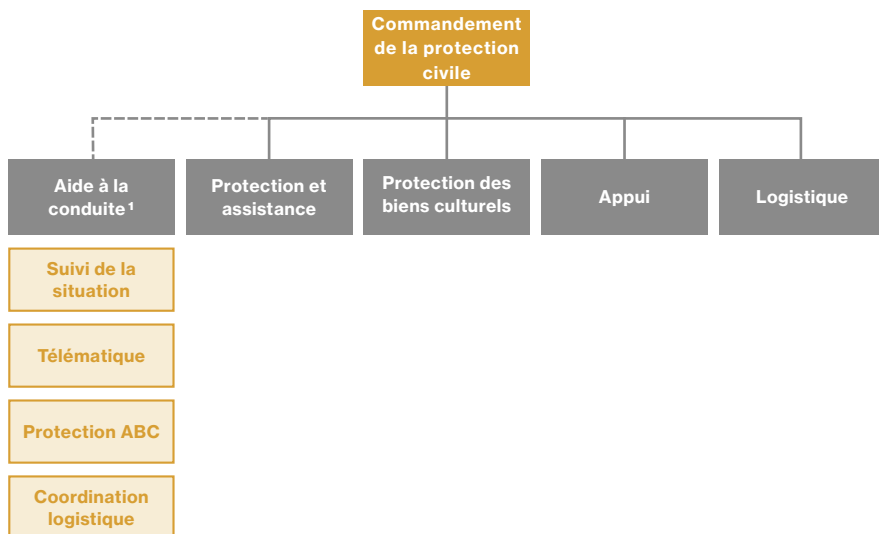 Commandement
de la protection
civile
Aide à la
conduite¹
Protection et
assistance
Protection des
biens culturels
Appui
Logistique
Suivi de la
situation
Télématique
Protection ABC
Coordination
logistique